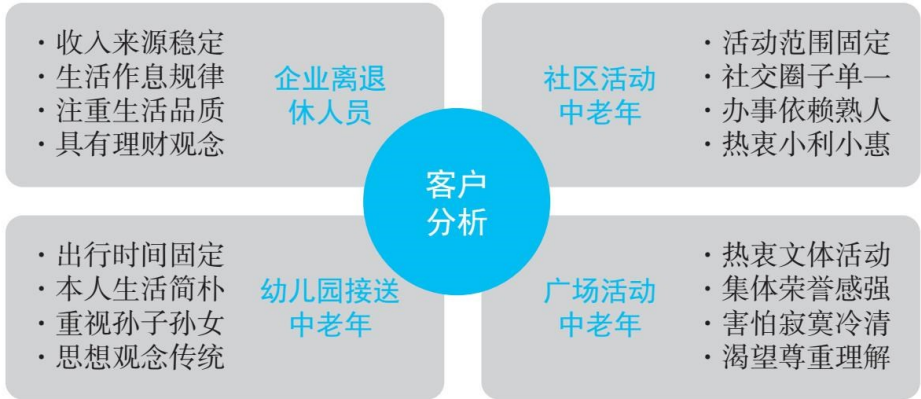 · 收入来源稳定
· 生活作息规律
· 注重生活品质
· 具有理财观念
企业离退
休人员
社区活动
中老年
· 活动范围固定
· 社交圈子单一
· 办事依赖熟人
· 热衷小利小惠
客户
分析
· 出行时间固定
· 本人生活简朴
· 重视孙子孙女
· 思想观念传统
幼儿园接送
中老年
广场活动
中老年
· 热衷文体活动
· 集体荣誉感强
· 害怕寂寞冷清
· 渴望尊重理解